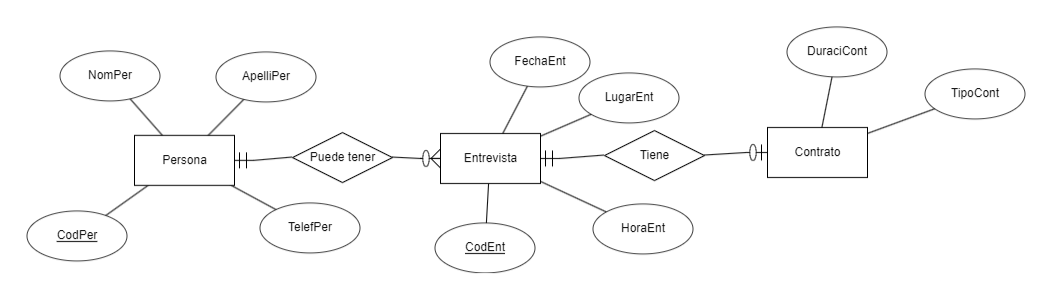 NomPer
ApelliPer
FechaEnt
DuraciCont
LugarEnt
TipoCont
Persona
Puede tener
Entrevista
Tiene
Contrato
CodPer
TelefPer
CodEnt
HoraEnt